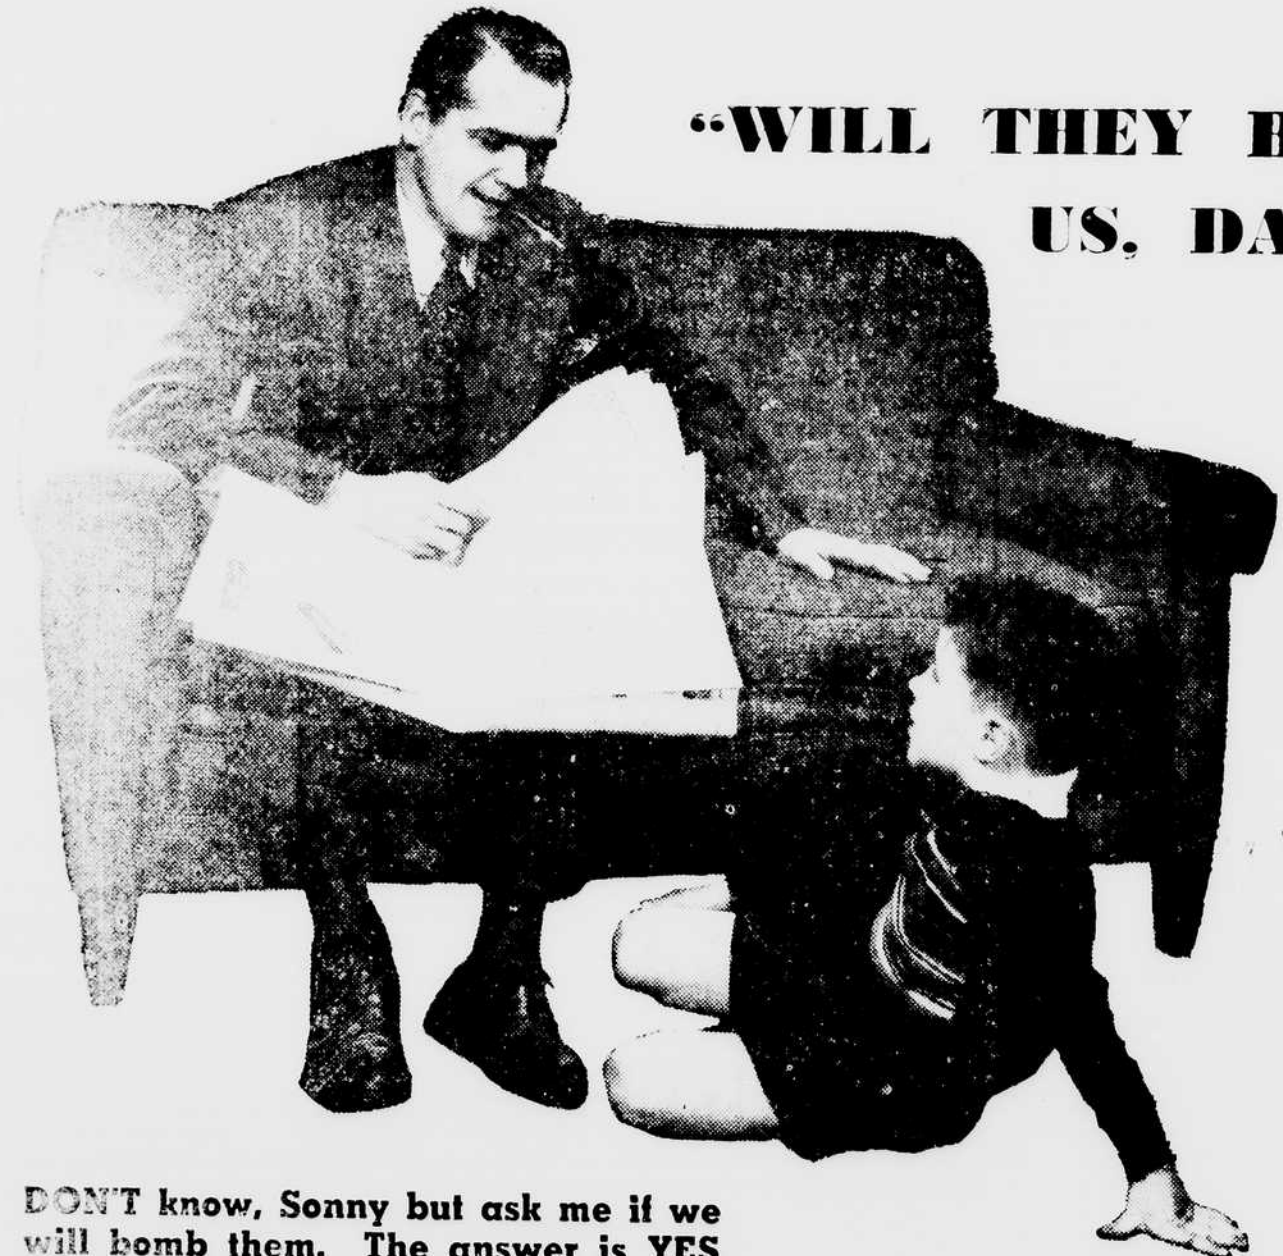 “WILL THEY B
US, DA
DON'T know, Sonny but ask me if we
will bomb them. The answer is YES